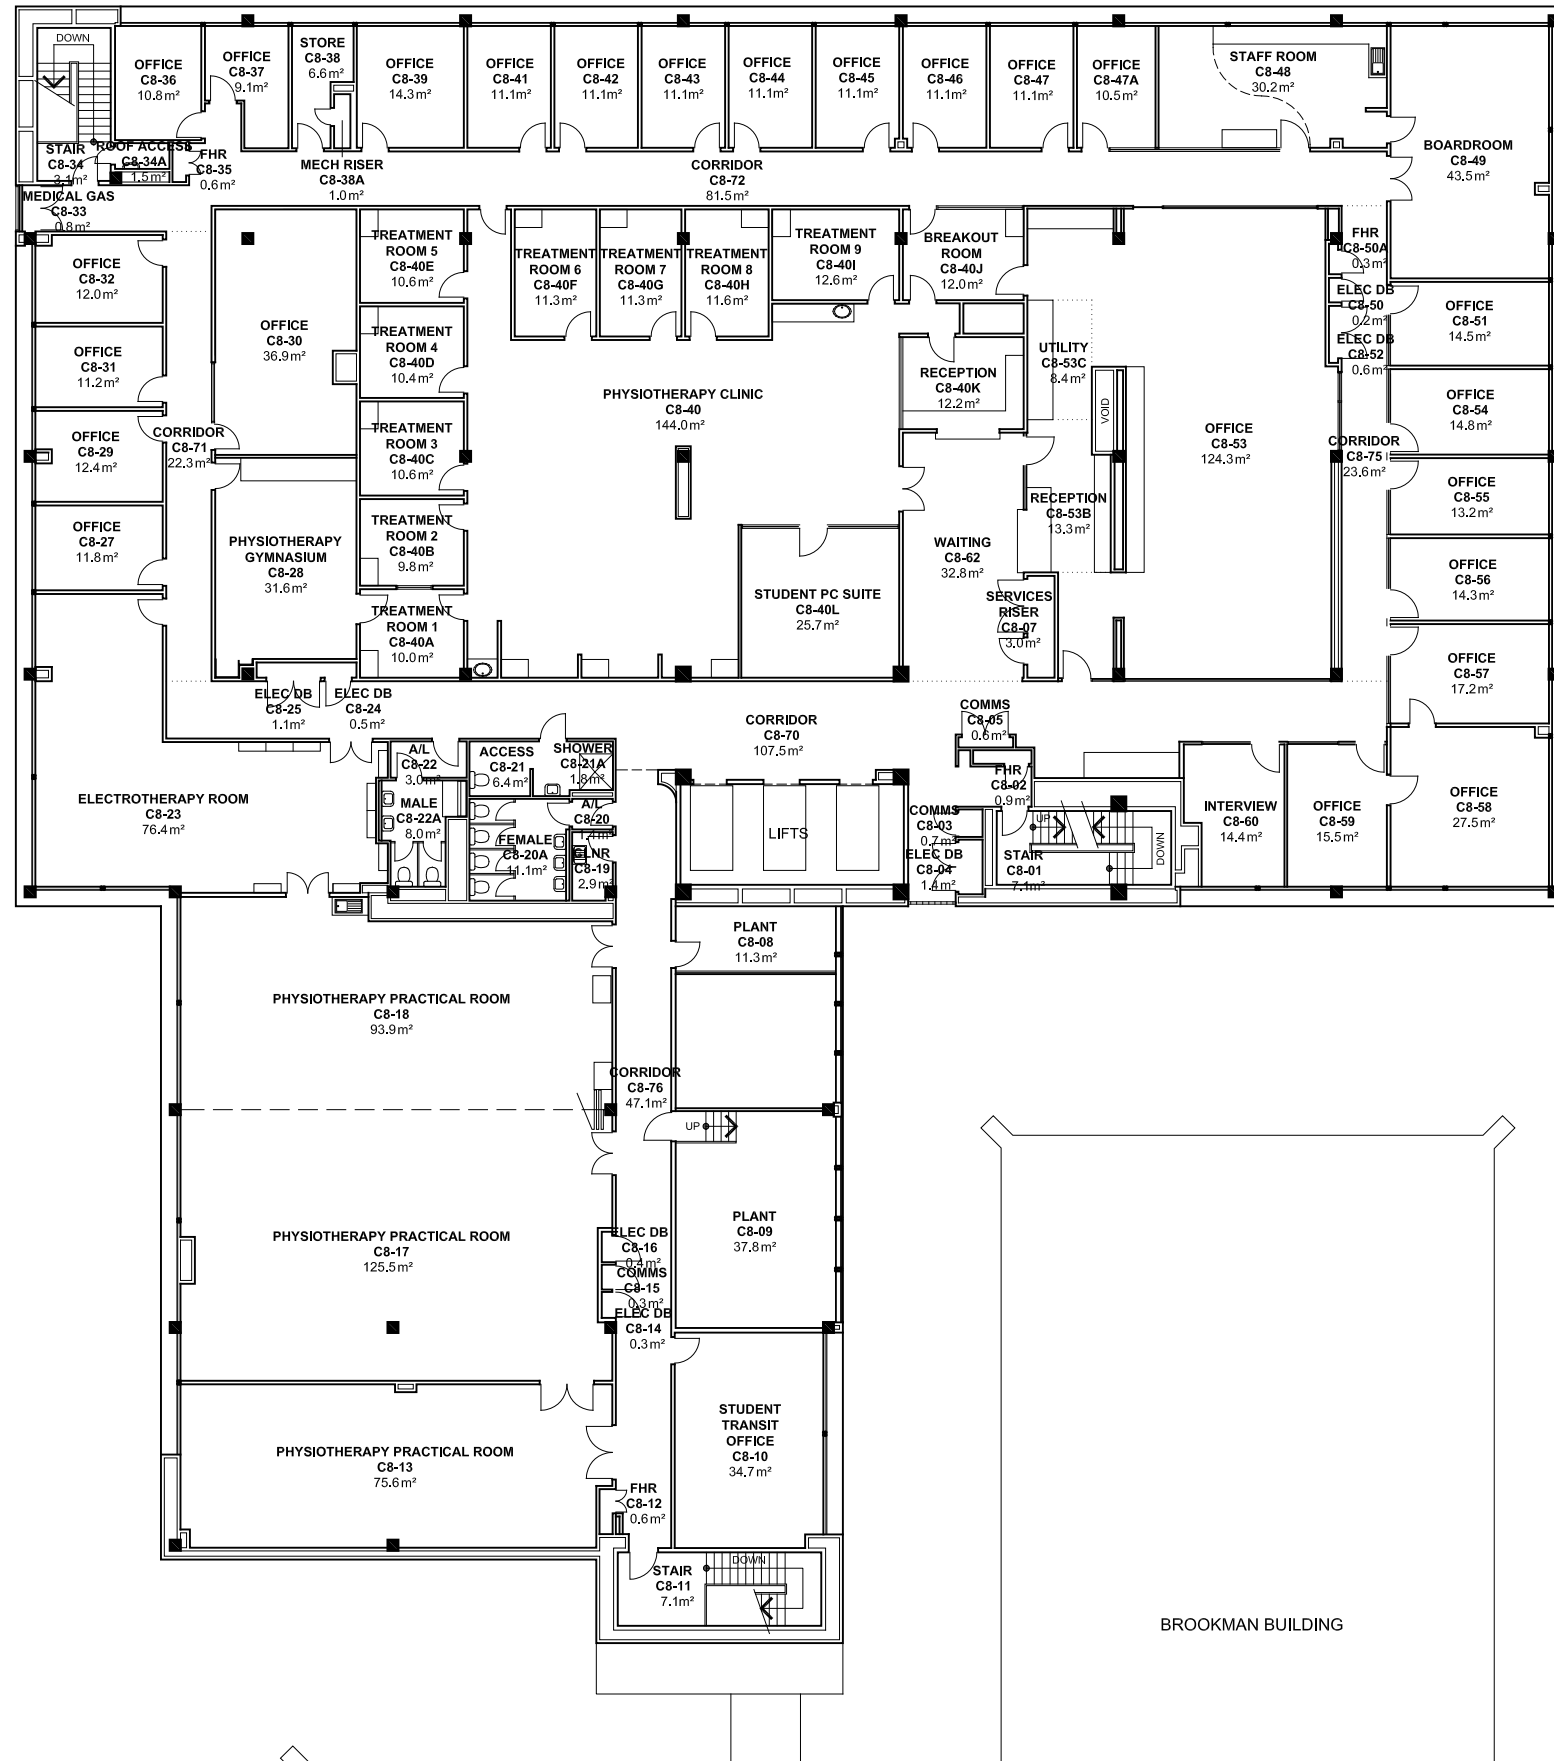 DOWN
OFFICE
C8-36
10.8m²
OFFICE
C8-37
9.1m²
STORE
C8-38
6.6m²
OFFICE
C8-39
14.3m²
OFFICE
C8-41
11.1m²
OFFICE
C8-42
11.1m²
OFFICE
C8-43
11.1m²
OFFICE
C8-44
11.1m²
OFFICE
C8-45
11.1m²
OFFICE
C8-46
11.1m²
OFFICE
C8-47
11.1m²
OFFICE
C8-47A
10.5m²
STAFF ROOM
C8-48
30.2m²
BOARDROOM
C8-49
43.5m²
STAIR
C8-34
3.1m²
ROOF ACCESS
C8-34A
1.5m²
FHR
C8-35
0.6m²
MECH RISER
C8-38A
1.0m²
CORRIDOR
C8-72
81.5m²
MEDICAL GAS
C8-33
0.8m²
OFFICE
C8-32
12.0m²
OFFICE
C8-31
11.2m²
OFFICE
C8-29
12.4m²
OFFICE
C8-27
11.8m²
CORRIDOR
C8-71
22.3m²
OFFICE
C8-30
36.9m²
PHYSIOTHERAPY
GYMNASIUM
C8-28
31.6m²
TREATMENT
ROOM 5
C8-40E
10.6m²
TREATMENT
ROOM 4
C8-40D
10.4m²
TREATMENT
ROOM 3
C8-40C
10.6m²
TREATMENT
ROOM 2
C8-40B
9.8m²
TREATMENT
ROOM 1
C8-40A
10.0m²
TREATMENT
ROOM 6
C8-40F
11.3m²
TREATMENT
ROOM 7
C8-40G
11.3m²
TREATMENT
ROOM 8
C8-40H
11.6m²
TREATMENT
ROOM 9
C8-40I
12.6m²
BREAKOUT
ROOM
C8-40J
12.0m²
PHYSIOTHERAPY CLINIC
C8-40
144.0m²
RECEPTION
C8-40K
12.2m²
UTILITY
C8-53C
8.4m²
VOID
OFFICE
C8-53
124.3m²
RECEPTION
C8-53B
13.3m²
WAITING
C8-62
32.8m²
STUDENT PC SUITE
C8-40L
25.7m²
SERVICES
RISER
C8-07
3.0m²
FHR
C8-50A
0.3m²
ELEC DB
C8-50
0.2m²
ELEC DB
C8-52
0.6m²
CORRIDOR
C8-75
23.6m²
OFFICE
C8-51
14.5m²
OFFICE
C8-54
14.8m²
OFFICE
C8-55
13.2m²
OFFICE
C8-56
14.3m²
OFFICE
C8-57
17.2m²
OFFICE
C8-58
27.5m²
OFFICE
C8-59
15.5m²
INTERVIEW
C8-60
14.4m²
ELEC DB
C8-25
1.1m²
ELEC DB
C8-24
0.5m²
CORRIDOR
C8-70
107.5m²
COMMS
C8-05
0.6m²
FHR
C8-02
0.9m²
COMMS
C8-03
0.7m²
ELEC DB
C8-04
1.4m²
UP
DOWN
STAIR
C8-01
7.1m²
LIFTS
ELECTROTHERAPY ROOM
C8-23
76.4m²
A/L
C8-22
3.0m²
MALE
C8-22A
8.0m²
ACCESS
C8-21
6.4m²
SHOWER
C8-21A
1.8m²
A/L
C8-20
1.4m²
FEMALE
C8-20A
11.1m²
CLNR
C8-19
2.9m²
PLANT
C8-08
11.3m²
PHYSIOTHERAPY PRACTICAL ROOM
C8-18
93.9m²
CORRIDOR
C8-76
47.1m²
UP
PLANT
C8-09
37.8m²
PHYSIOTHERAPY PRACTICAL ROOM
C8-17
125.5m²
ELEC DB
C8-16
0.4m²
COMMS
C8-15
0.3m²
ELEC DB
C8-14
0.3m²
STUDENT
TRANSIT
OFFICE
C8-10
34.7m²
PHYSIOTHERAPY PRACTICAL ROOM
C8-13
75.6m²
FHR
C8-12
0.6m²
STAIR
C8-11
7.1m²
DOWN
BROOKMAN BUILDING